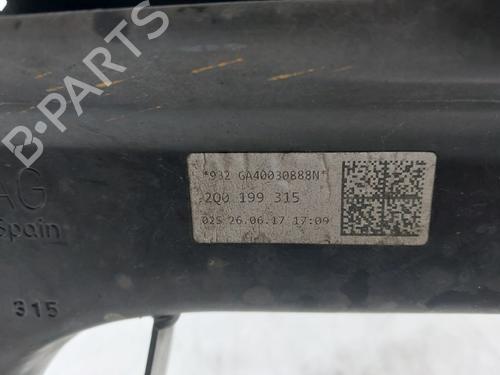 B-PARTS
*932 GA40030888N*
2Q0 199 315
025 26.06.17 17:09
AG
Spain
315